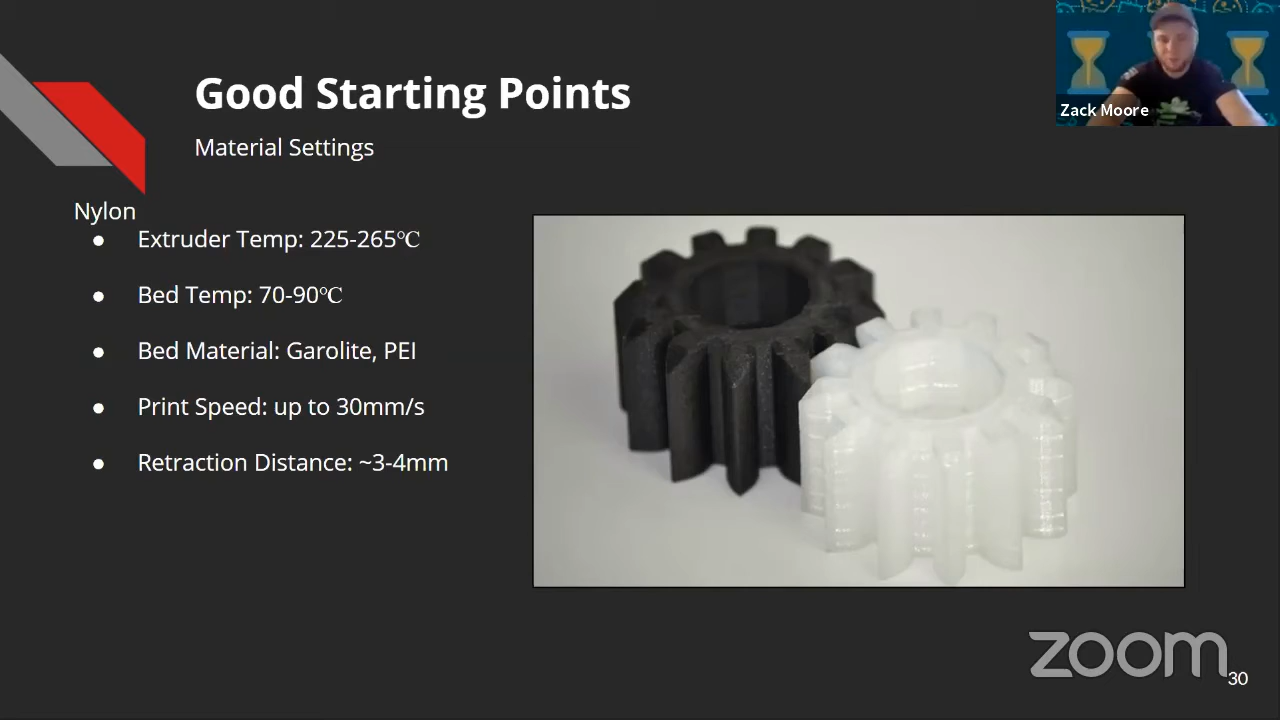 Good Starting Points
Zack Moore
Material Settings
Nylon
● Extruder Temp: 225-265℃
● Bed Temp: 70-90℃
● Bed Material: Garolite, PEI
● Print Speed: up to 30mm/s
● Retraction Distance: ~3-4mm
zoom
30